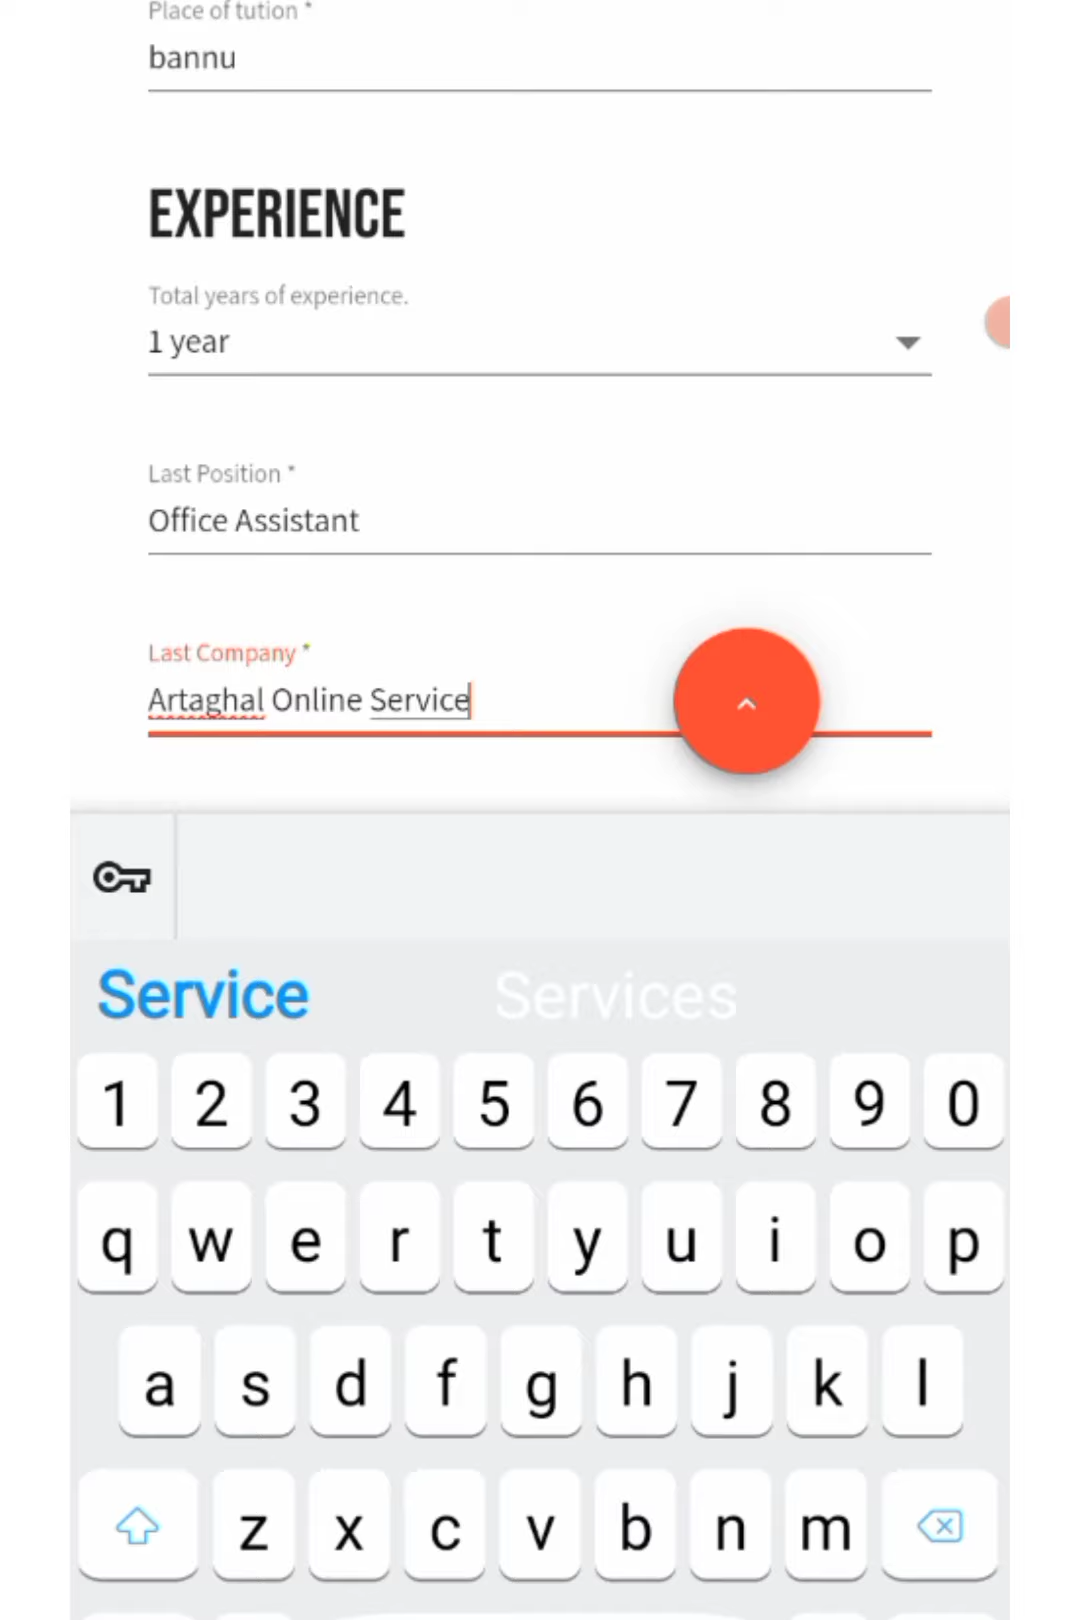 Place of tution *
bannu
EXPERIENCE
Total years of experience.
1 year
Last Position *
Office Assistant
Last Company *
Artaghal Online Service
Service Services
1 2 3 4 5 6 7 8 9 0
q w e r t y u i o p
a s d f g h j k l
z x c v b n m